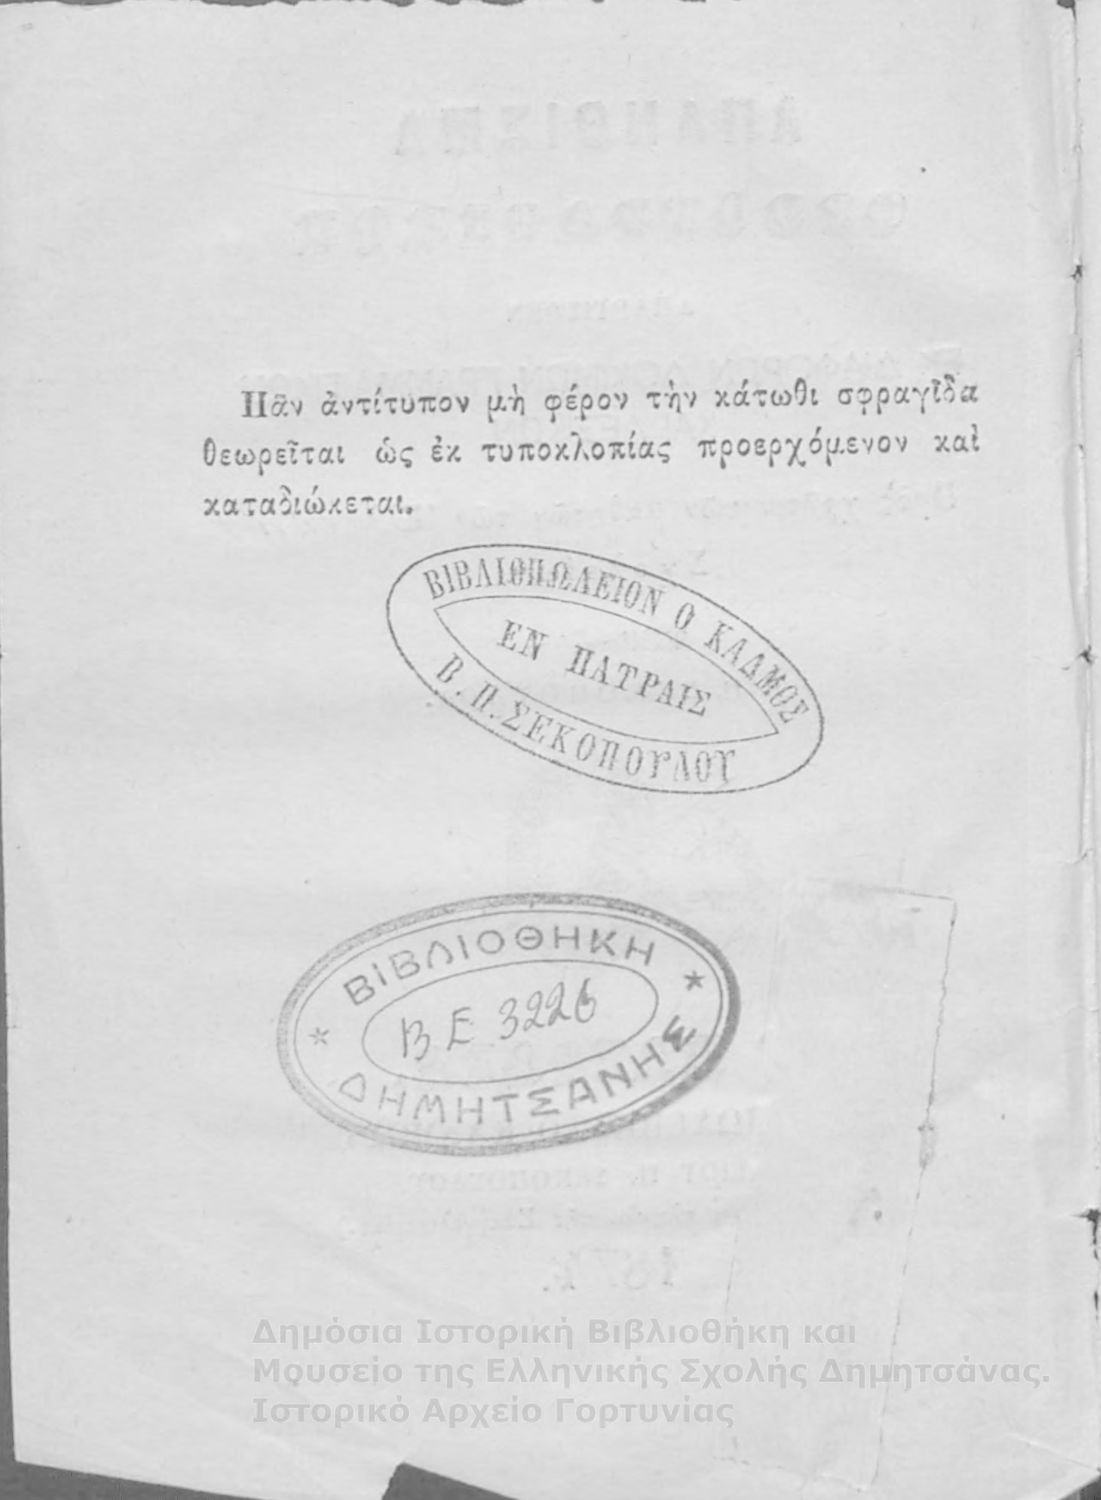 Πᾶν ἀντίτυπον μὴ φέρον τὴν κάτωθι σφραγῖδα
θεωρεῖται ὡς ἐκ τυποκλοπίας προερχόμενον καὶ
καταδιώκεται.
ΒΙΒΛΙΟΠΩΛΕΙΟΝ Ο ΚΑΔΜΟΣ
ΕΝ ΠΑΤΡΑΙΣ
Β. Π. ΣΕΚΟΠΟΥΛΟΥ
ΒΙΒΛΙΟΘΗΚΗ
ΒΕ 3226
ΔΗΜΗΤΣΑΝΗΣ
Δημόσια Ιστορική Βιβλιοθήκη και
Μουσείο της Ελληνικής Σχολής Δημητσάνας.
Ιστορικό Αρχείο Γορτυνίας